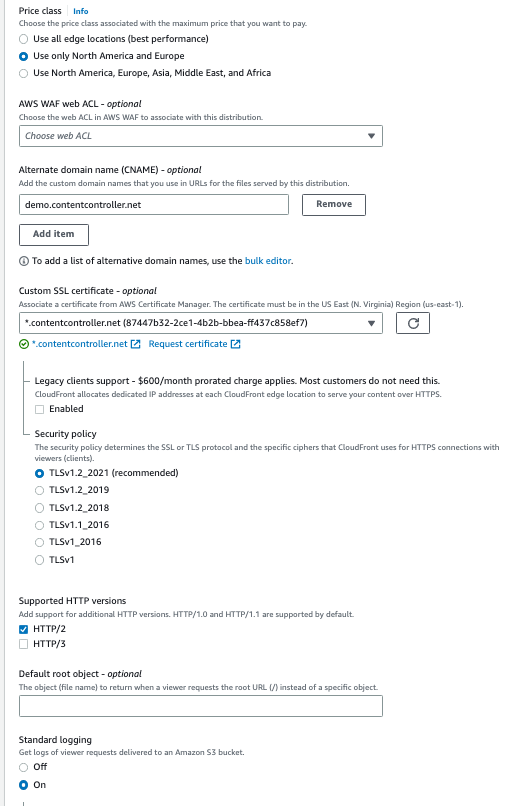 Price class | Info
Choose the price class associated with the maximum price that you want to pay.
Use all edge locations (best performance)
Use only North America and Europe
Use North America, Europe, Asia, Middle East, and Africa
AWS WAF web ACL - optional
Choose the web ACL in AWS WAF to associate with this distribution.
Choose web ACL
Alternate domain name (CNAME) - optional
Add the custom domain names that you use in URLs for the files served by this distribution.
demo.contentcontroller.net
Remove
Add item
To add a list of alternative domain names, use the bulk editor.
Custom SSL certificate - optional
Associate a certificate from AWS Certificate Manager. The certificate must be in the US East (N. Virginia) Region (us-east-1).
*.contentcontroller.net (87447b32-2ce1-4b2b-bbea-ff437c858ef7)
*.contentcontroller.net Request certificate
Legacy clients support - $600/month prorated charge applies. Most customers do not need this.
CloudFront allocates dedicated IP addresses at each CloudFront edge location to serve your content over HTTPS.
Enabled
Security policy
The security policy determines the SSL or TLS protocol and the specific ciphers that CloudFront uses for HTTPS connections with
viewers (clients).
TLSv1.2_2021 (recommended)
TLSv1.2_2019
TLSv1.2_2018
TLSv1.1_2016
TLSv1_2016
TLSv1
Supported HTTP versions
Add support for additional HTTP versions. HTTP/1.0 and HTTP/1.1 are supported by default.
HTTP/2
HTTP/3
Default root object - optional
The object (file name) to return when a viewer requests the root URL (/) instead of a specific object.
Standard logging
Get logs of viewer requests delivered to an Amazon S3 bucket.
Off
On